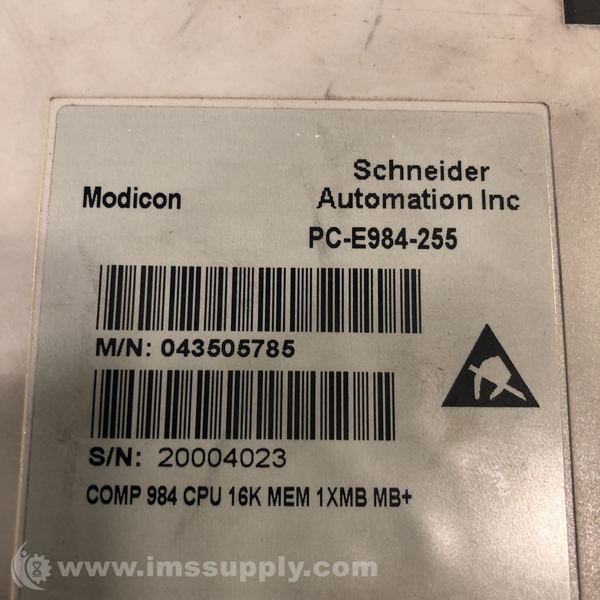 Modicon
Schneider
Automation Inc
PC-E984-255
M/N: 043505785
S/N: 20004023
COMP 984 CPU 16K MEM 1XMB MB+
www.imssupply.com